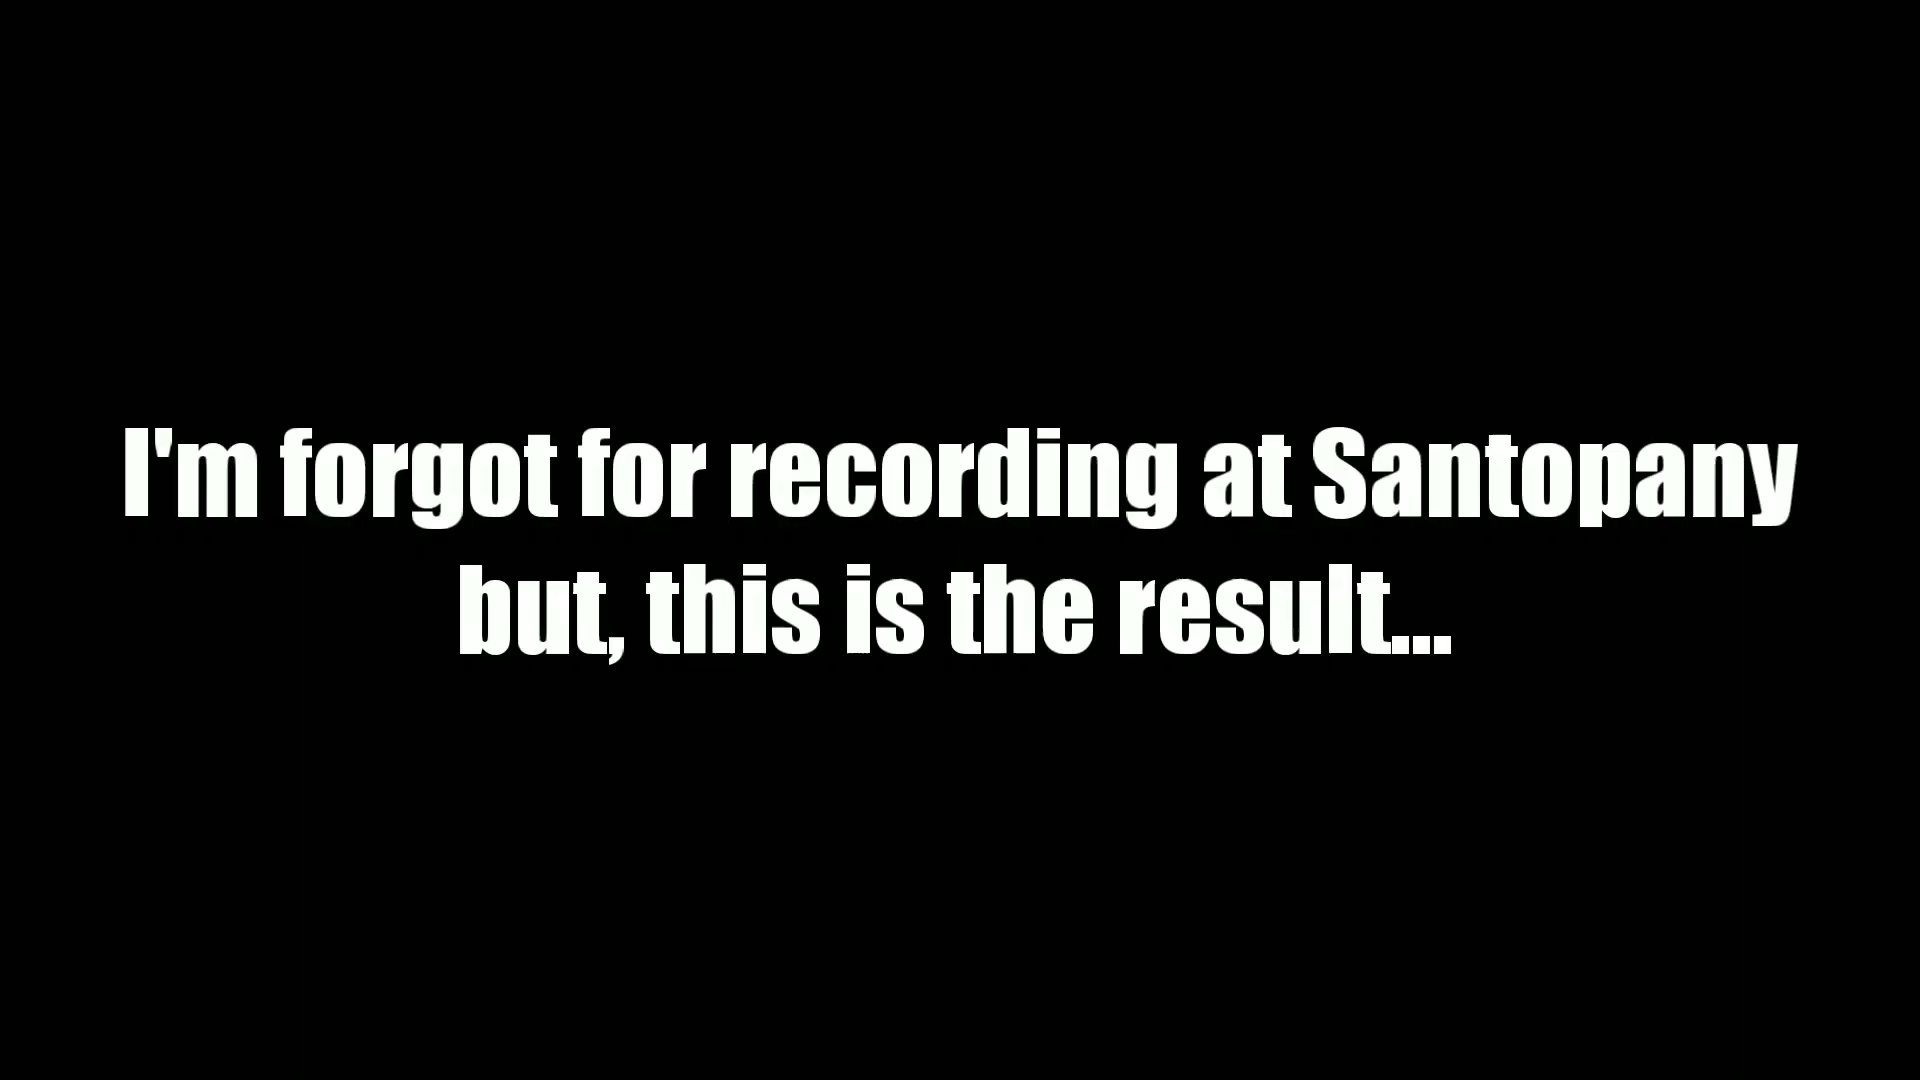 I'm forgot for recording at Santopany
but, this is the result...